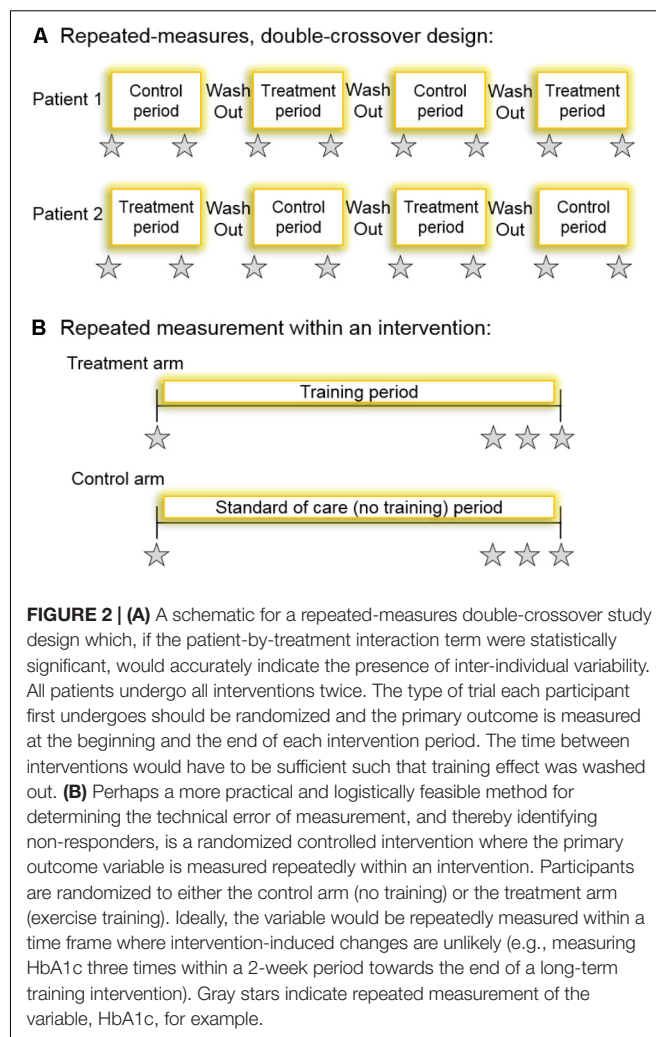 A Repeated-measures, double-crossover design:
Patient 1 Control period Wash Out Treatment period Wash Out Control period Wash Out Treatment period
Patient 2 Treatment period Wash Out Control period Wash Out Treatment period Wash Out Control period
B Repeated measurement within an intervention:
Treatment arm
Training period
Control arm
Standard of care (no training) period
FIGURE 2 | (A) A schematic for a repeated-measures double-crossover study
design which, if the patient-by-treatment interaction term were statistically
significant, would accurately indicate the presence of inter-individual variability.
All patients undergo all interventions twice. The type of trial each participant
first undergoes should be randomized and the primary outcome is measured
at the beginning and the end of each intervention period. The time between
interventions would have to be sufficient such that training effect was washed
out. (B) Perhaps a more practical and logistically feasible method for
determining the technical error of measurement, and thereby identifying
non-responders, is a randomized controlled intervention where the primary
outcome variable is measured repeatedly within an intervention. Participants
are randomized to either the control arm (no training) or the treatment arm
(exercise training). Ideally, the variable would be repeatedly measured within a
time frame where intervention-induced changes are unlikely (e.g., measuring
HbA1c three times within a 2-week period towards the end of a long-term
training intervention). Gray stars indicate repeated measurement of the
variable, HbA1c, for example.